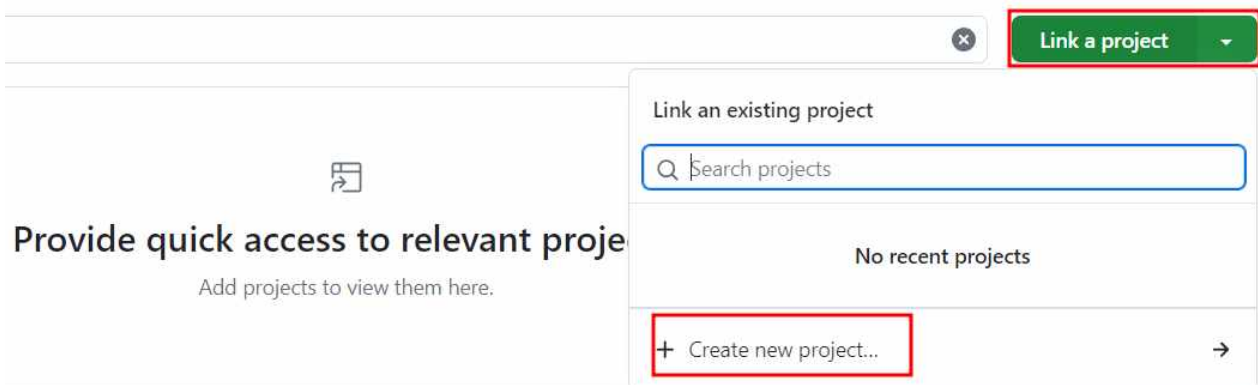 Link a project
Link an existing project
Search projects
Provide quick access to relevant proje
No recent projects
Add projects to view them here.
+ Create new project...